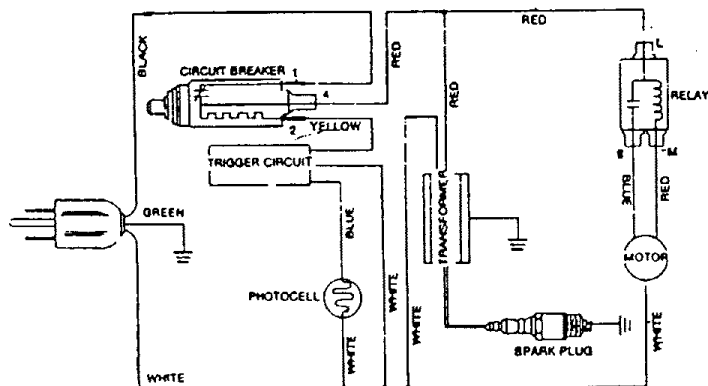 BLACK
CIRCUIT BREAKER
1
4
2
YELLOW
TRIGGER CIRCUIT
RED
RED
RED
L
RELAY
S
M
BLUE
RED
MOTOR
GREEN
BLUE
TRANSFORMER
PHOTOCELL
WHITE
WHITE
WHITE
SPARK PLUG
WHITE
WHITE